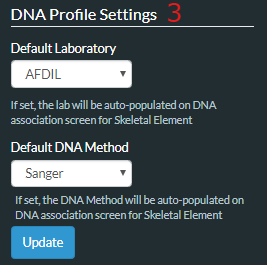 DNA Profile Settings 3
Default Laboratory
AFDIL
If set, the lab will be auto-populated on DNA
association screen for Skeletal Element
Default DNA Method
Sanger
If set, the DNA Method will be auto-populated on
DNA association screen for Skeletal Element
Update